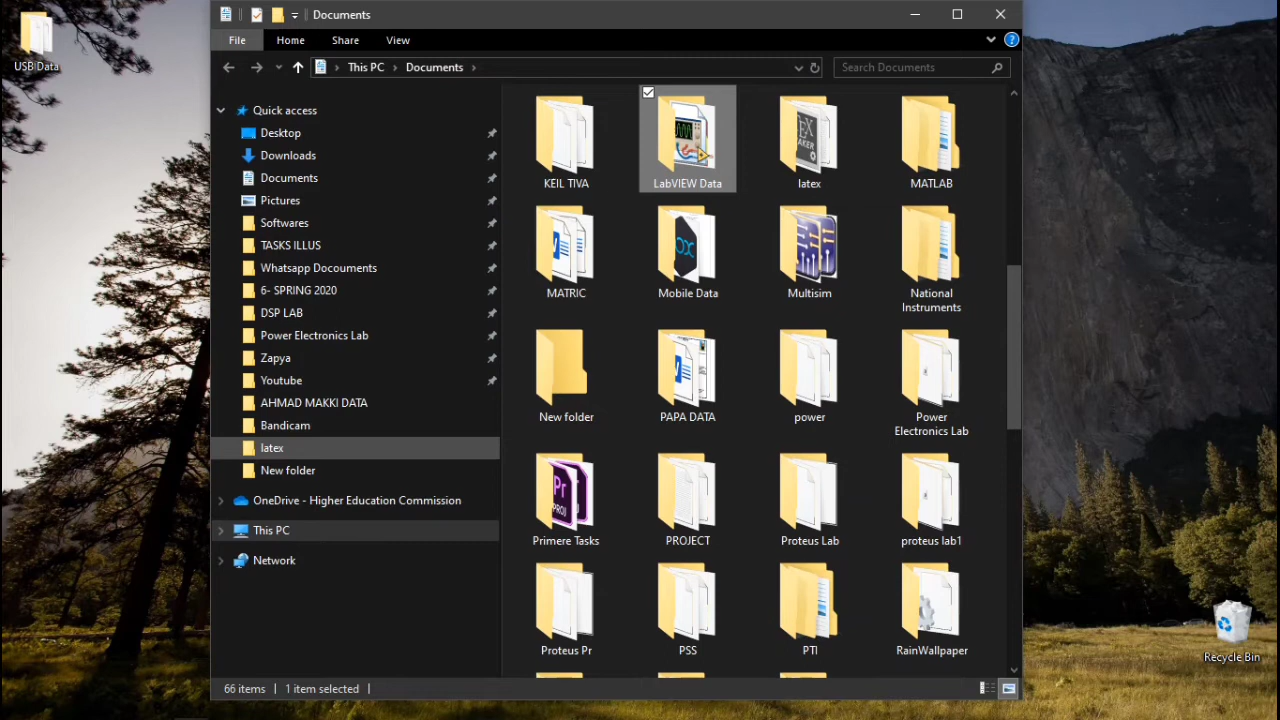 USB Data
Documents
File
Home
Share
View
This PC
Documents
Search Documents
Quick access
Desktop
Downloads
Documents
Pictures
Softwares
TASKS ILLUS
Whatsapp Docouments
6- SPRING 2020
DSP LAB
Power Electronics Lab
Zapya
Youtube
AHMAD MAKKI DATA
Bandicam
latex
New folder
OneDrive - Higher Education Commission
This PC
Network
KEIL TIVA
LabVIEW Data
latex
MATLAB
MATRIC
Mobile Data
Multisim
National
Instruments
New folder
PAPA DATA
power
Power
Electronics Lab
Primere Tasks
PROJECT
Proteus Lab
proteus lab1
Proteus Pr
PSS
PTI
RainWallpaper
66 items
1 item selected
Recycle Bin